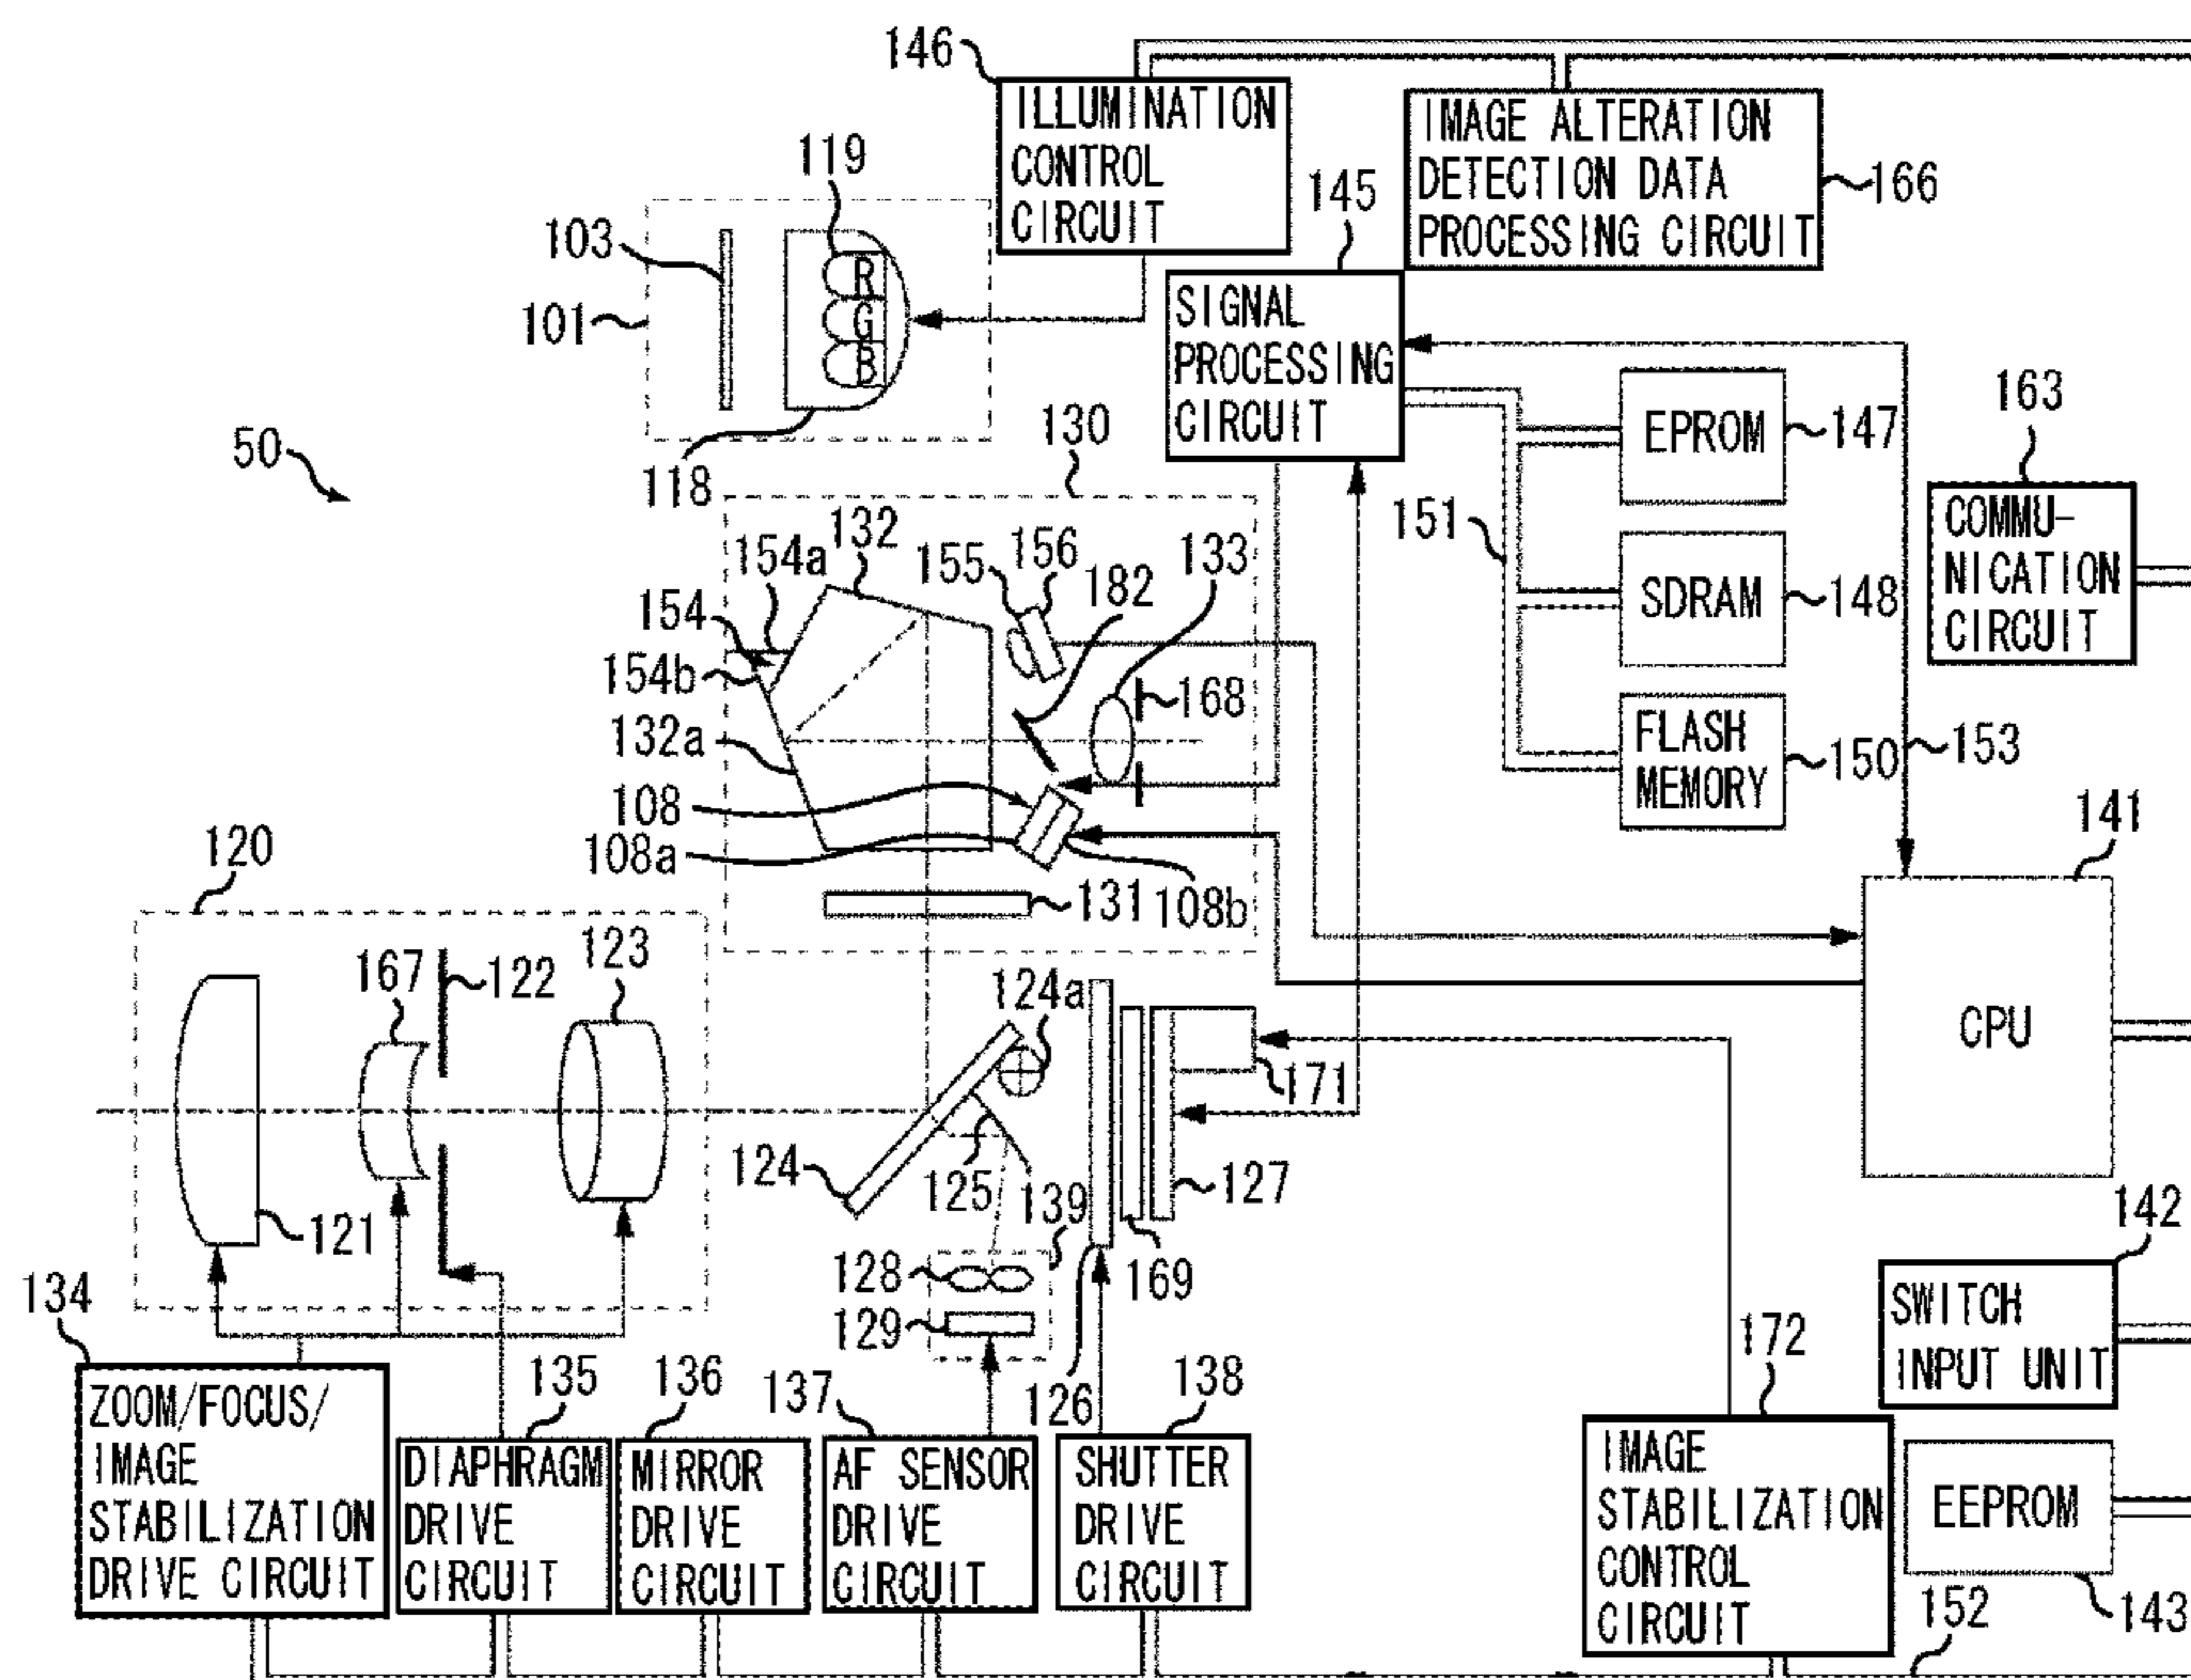 146
ILLUMINATION
CONTROL
CIRCUIT
IMAGE ALTERATION
DETECTION DATA
PROCESSING CIRCUIT
166
119
103
101
R
G
B
118
145
SIGNAL
PROCESSING
CIRCUIT
EPROM
147
163
COMMU-
NICATION
CIRCUIT
50
130
151
SDRAM
148
132
154a
154
154b
132a
155
156
182
133
168
FLASH
MEMORY
150
153
108
108a
108b
131
141
CPU
120
167
122
123
121
124a
124
125
139
171
127
128
129
126
169
142
SWITCH
INPUT UNIT
134
ZOOM/FOCUS/
IMAGE
STABILIZATION
DRIVE CIRCUIT
135
DIAPHRAGM
DRIVE
CIRCUIT
136
MIRROR
DRIVE
CIRCUIT
137
AF SENSOR
DRIVE
CIRCUIT
138
SHUTTER
DRIVE
CIRCUIT
172
IMAGE
STABILIZATION
CONTROL
CIRCUIT
EEPROM
143
152